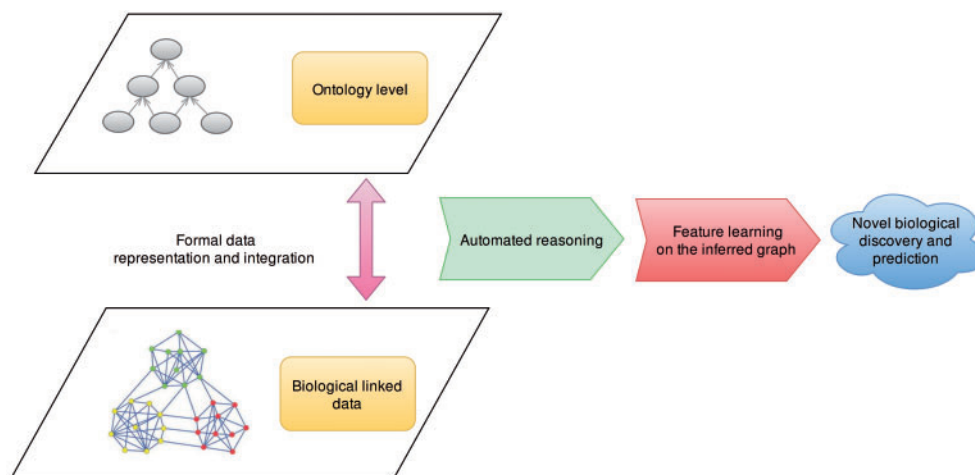 Ontology level
Formal data
representation and integration
Automated reasoning
Feature learning
on the inferred graph
Novel biological
discovery and
prediction
Biological linked
data